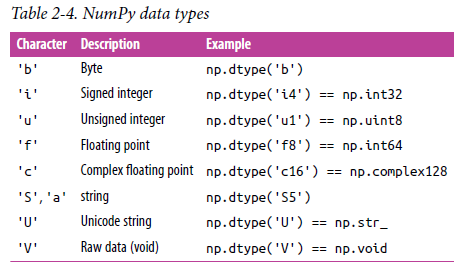 Table 2-4. NumPy data types
Character Description Example
'b' Byte np.dtype('b')
'i' Signed integer np.dtype('i4') == np.int32
'u' Unsigned integer np.dtype('u1') == np.uint8
'f' Floating point np.dtype('f8') == np.int64
'c' Complex floating point np.dtype('c16') == np.complex128
'S', 'a' string np.dtype('S5')
'U' Unicode string np.dtype('U') == np.str_
'V' Raw data (void) np.dtype('V') == np.void